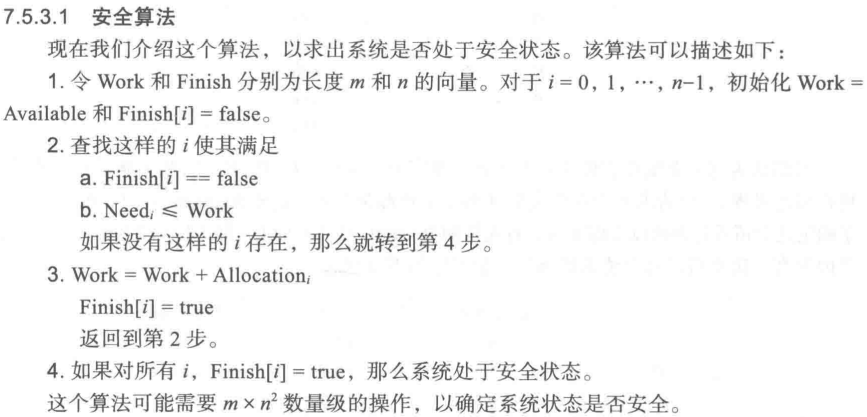 7.5.3.1 安全算法
现在我们介绍这个算法，以求出系统是否处于安全状态。该算法可以描述如下：
1. 令 Work 和 Finish 分别为长度 m 和 n 的向量。对于 i = 0，1，…，n−1，初始化 Work =
Available 和 Finish[i] = false。
2. 查找这样的 i 使其满足
a. Finish[i] == false
b. Needᵢ ⩽ Work
如果没有这样的 i 存在，那么就转到第 4 步。
3. Work = Work + Allocationᵢ
Finish[i] = true
返回到第 2 步。
4. 如果对所有 i，Finish[i] = true，那么系统处于安全状态。
这个算法可能需要 m × n² 数量级的操作，以确定系统状态是否安全。